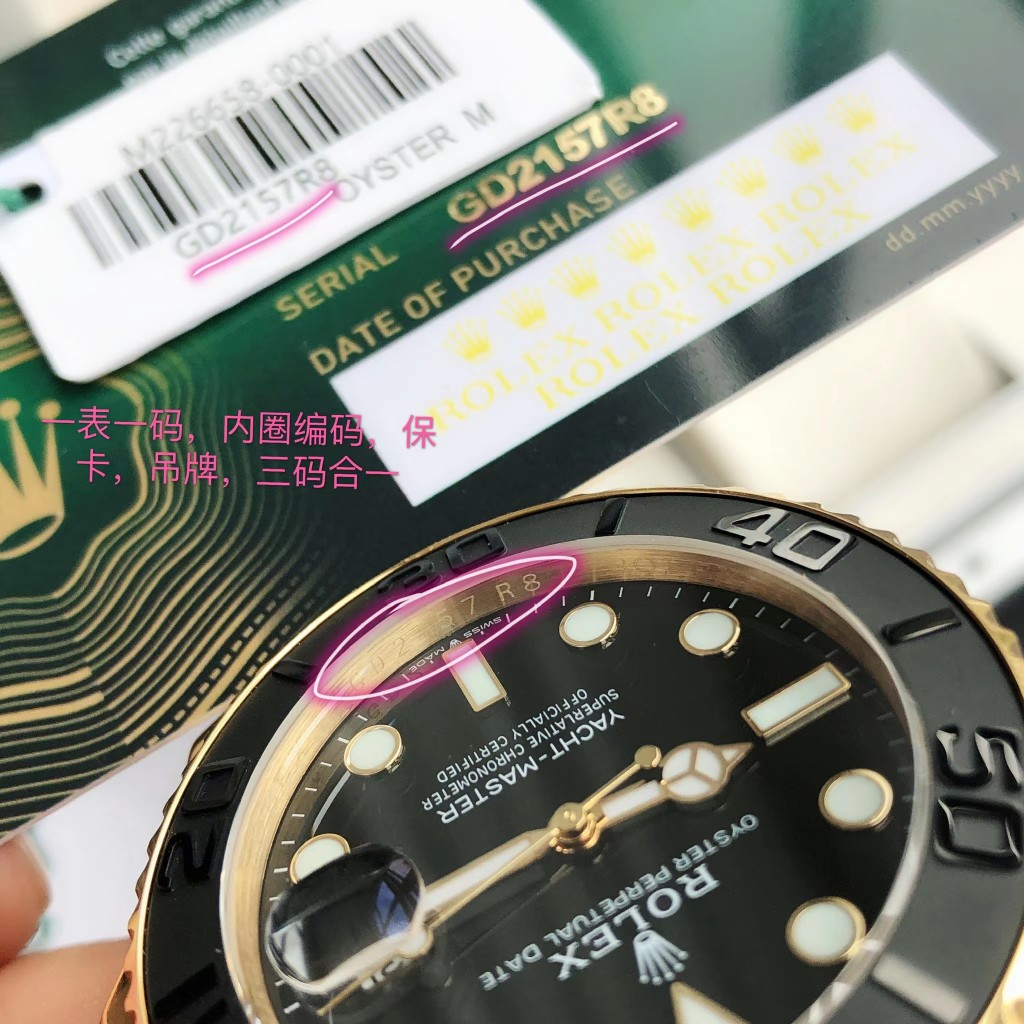 M226658-0001
GD2157R8
OYSTER M
GD2157R8
SERIAL
DATE OF PURCHASE
dd.mm.yyyy
ROLEX ROLEX ROLEX
ROLEX ROLEX
一表一码，内圈编码，保
卡，吊牌，三码合一
20
30
40
50
R8
SWISS MADE
YACHT-MASTER
SUPERLATIVE CHRONOMETER
OFFICIALLY CERTIFIED
ROLEX
OYSTER PERPETUAL DATE